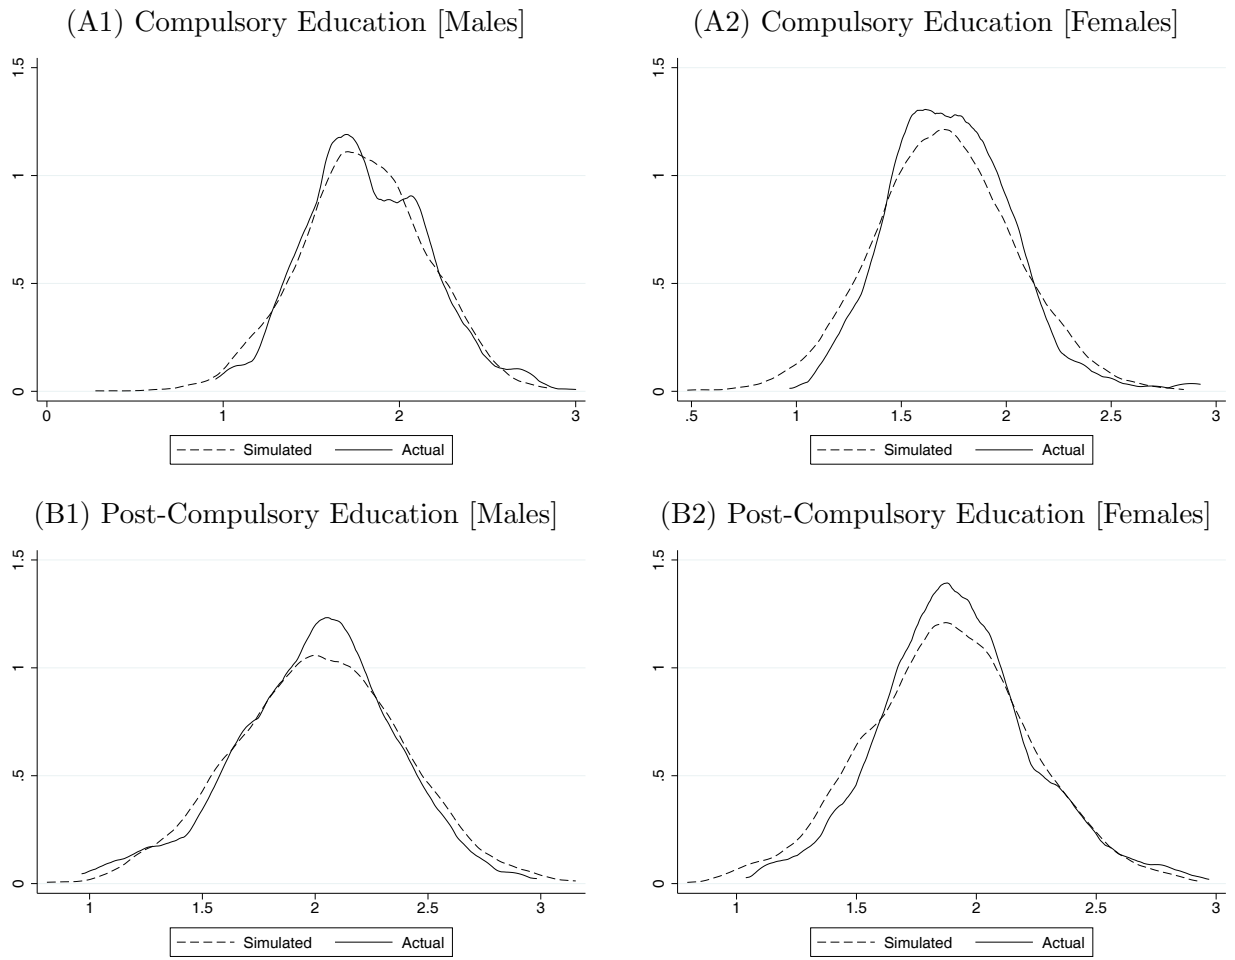 (A1) Compulsory Education [Males]
1.5
1
.5
0
0 1 2 3
Simulated Actual
(A2) Compulsory Education [Females]
1.5
1
.5
0
.5 1 1.5 2 2.5 3
Simulated Actual
(B1) Post-Compulsory Education [Males]
1.5
1
.5
0
1 1.5 2 2.5 3
Simulated Actual
(B2) Post-Compulsory Education [Females]
1.5
1
.5
0
1 1.5 2 2.5 3
Simulated Actual